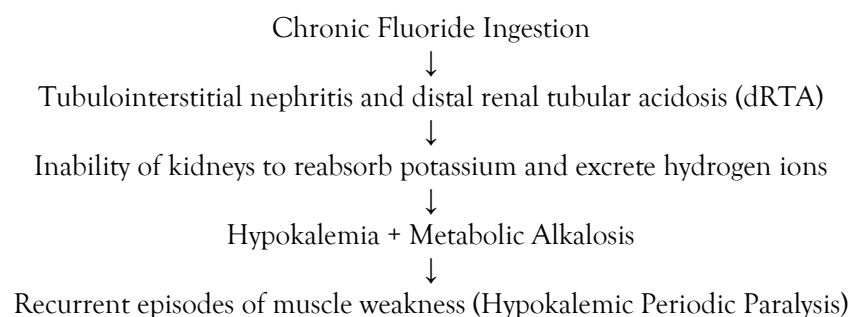 Chronic Fluoride Ingestion
↓
Tubulointerstitial nephritis and distal renal tubular acidosis (dRTA)
↓
Inability of kidneys to reabsorb potassium and excrete hydrogen ions
↓
Hypokalemia + Metabolic Alkalosis
↓
Recurrent episodes of muscle weakness (Hypokalemic Periodic Paralysis)